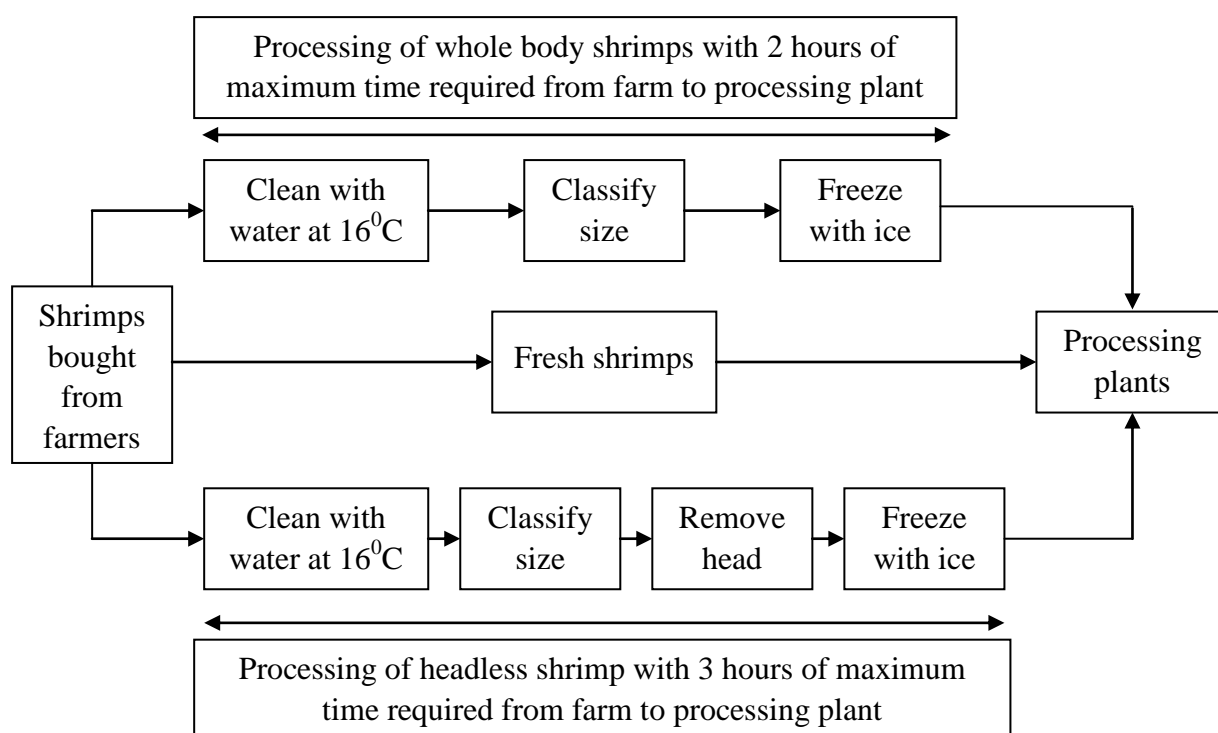 Processing of whole body shrimps with 2 hours of
maximum time required from farm to processing plant
Clean with
water at 16⁰C
Classify
size
Freeze
with ice
Shrimps
bought
from
farmers
Fresh shrimps
Processing
plants
Clean with
water at 16⁰C
Classify
size
Remove
head
Freeze
with ice
Processing of headless shrimp with 3 hours of maximum
time required from farm to processing plant